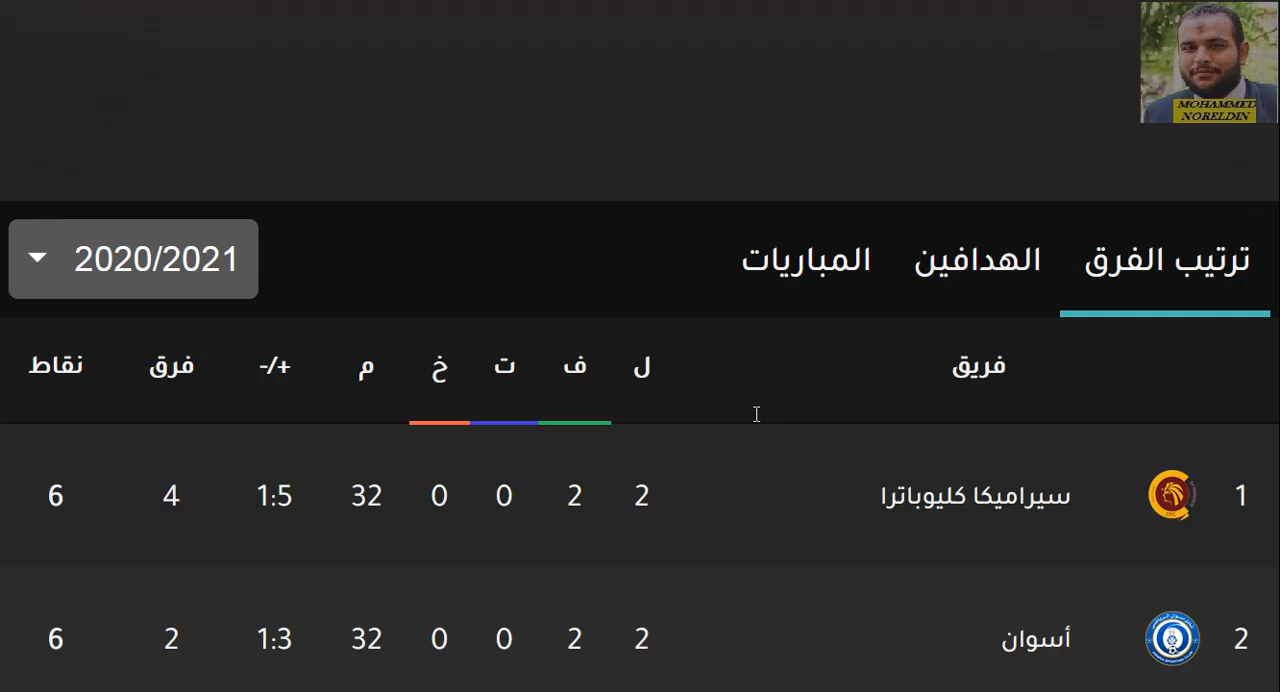 MOHAMMED
NORELDIN
ترتيب الفرق الهدافين المباريات 2020/2021
فريق ل ف ت خ م +/- فرق نقاط
1 سيراميكا كليوباترا 2 2 0 0 32 1:5 4 6
2 أسوان 2 2 0 0 32 1:3 2 6